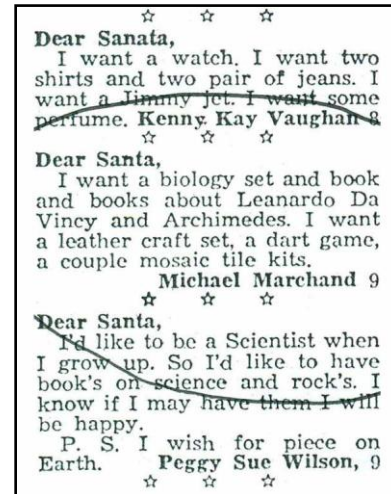 ☆ ☆ ☆
Dear Sanata,
I want a watch. I want two
shirts and two pair of jeans. I
want a Jimmy jet. I want some
perfume. Kenny Kay Vaughan 8
☆ ☆ ☆
Dear Santa,
I want a biology set and book
and books about Leanardo Da
Vincy and Archimedes. I want
a leather craft set, a dart game,
a couple mosaic tile kits.
Michael Marchand 9
☆ ☆ ☆
Dear Santa,
I'd like to be a Scientist when
I grow up. So I'd like to have
book's on science and rock's. I
know if I may have them I will
be happy.
P. S. I wish for piece on
Earth. Peggy Sue Wilson, 9
☆ ☆ ☆